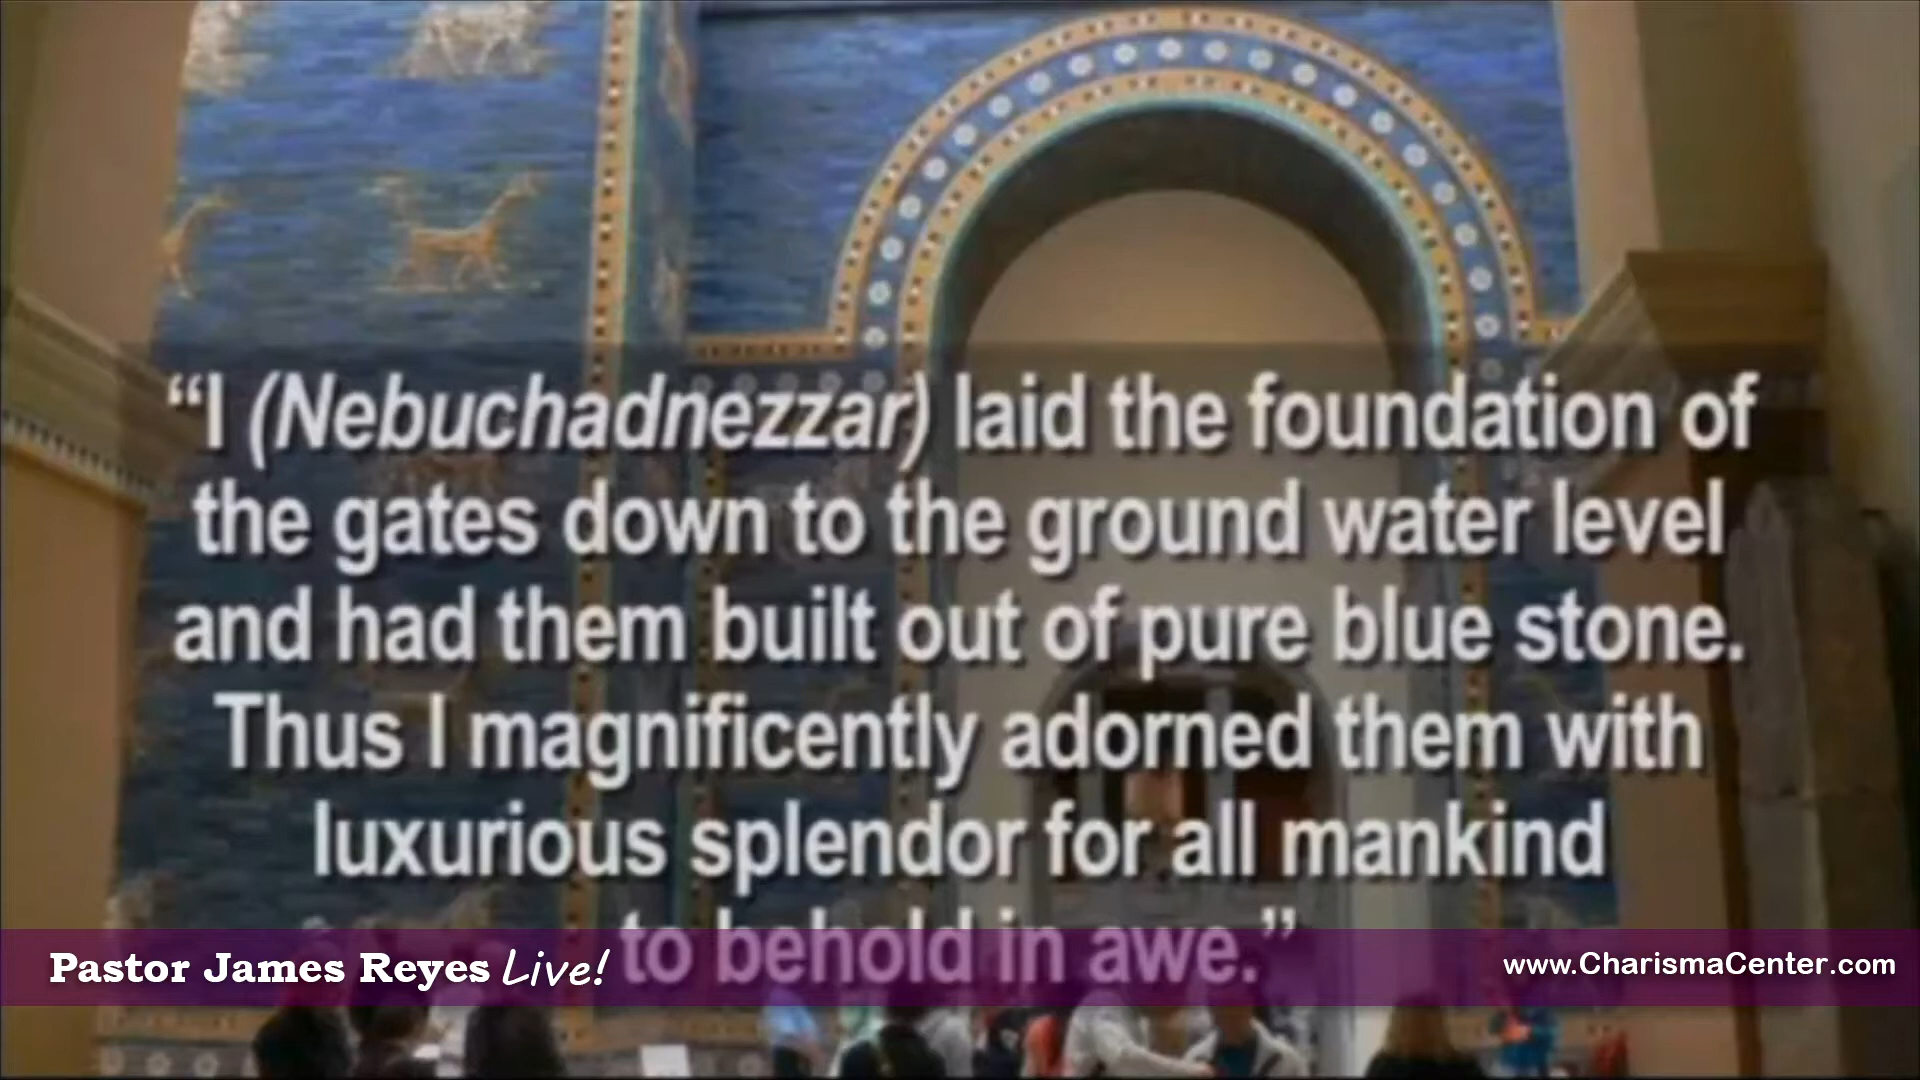 “I (Nebuchadnezzar) laid the foundation of
the gates down to the ground water level
and had them built out of pure blue stone.
Thus I magnificently adorned them with
luxurious splendor for all mankind
to behold in awe.”
Pastor James Reyes Live!
www.CharismaCenter.com